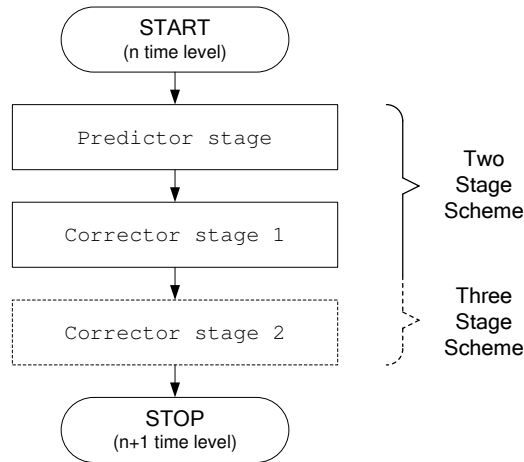 START
(n time level)
Predictor stage
Corrector stage 1
Corrector stage 2
STOP
(n+1 time level)
Two
Stage
Scheme
Three
Stage
Scheme